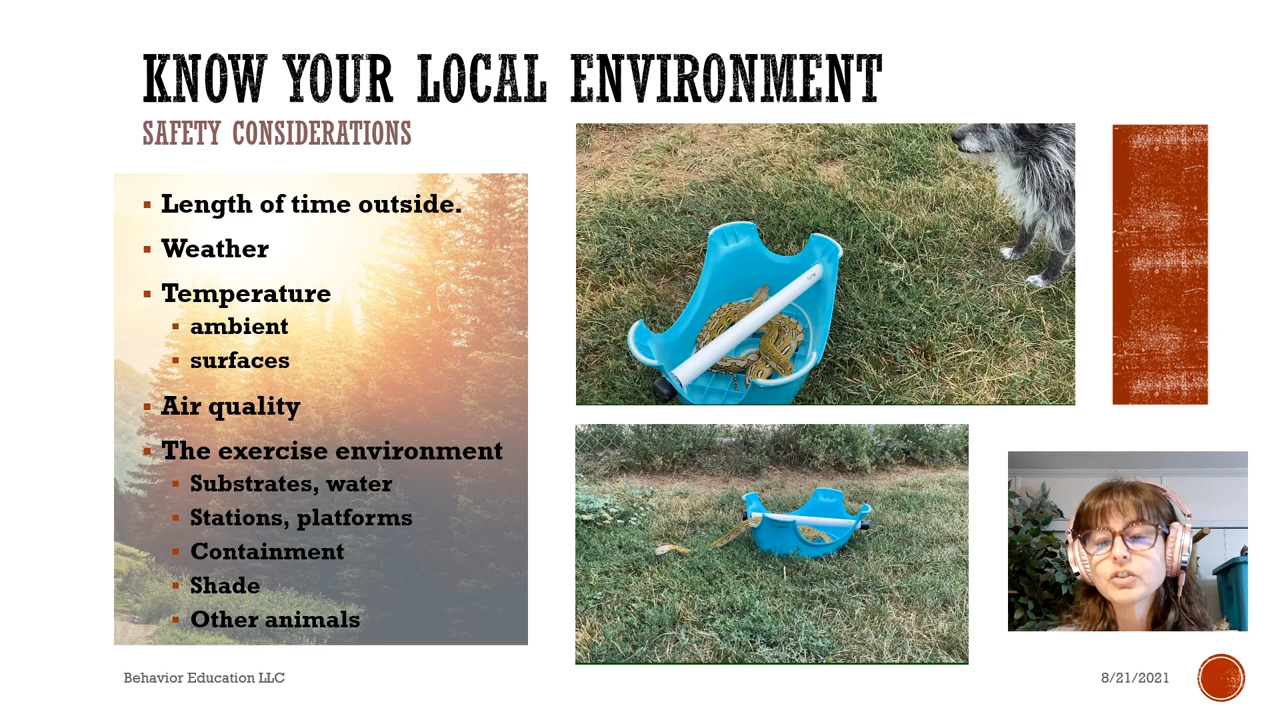 KNOW YOUR LOCAL ENVIRONMENT
SAFETY CONSIDERATIONS
Length of time outside.
Weather
Temperature
ambient
surfaces
Air quality
The exercise environment
Substrates, water
Stations, platforms
Containment
Shade
Other animals
Behavior Education LLC
8/21/2021